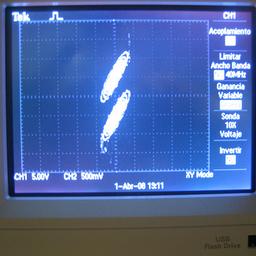 Tek
CH1
Acoplamiento
Limitar
Ancho Banda
40MHz
Ganancia
Variable
Sonda
10X
Voltaje
Invertir
CH1 5.00V CH2 500mV XY Mode
1-Abr-08 19:11
USB
Flash Drive